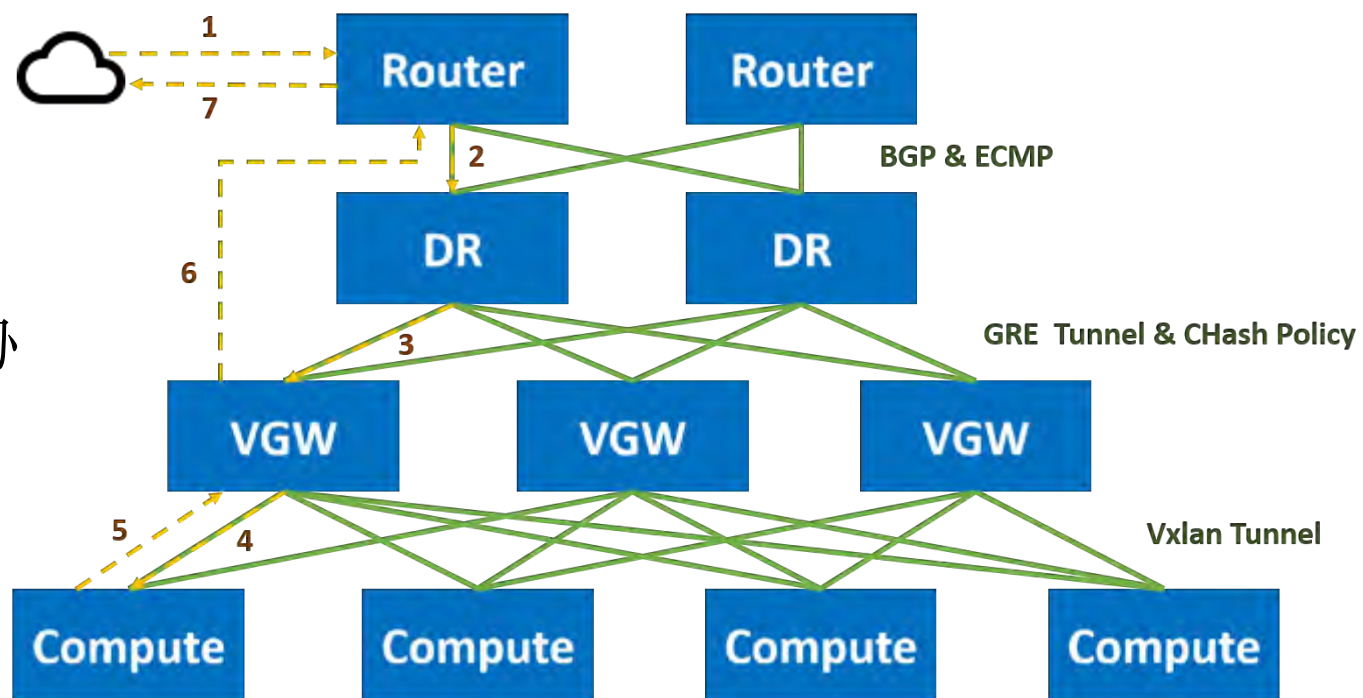 1
Router Router
7
2
BGP & ECMP
DR DR
6
3
GRE Tunnel & CHash Policy
VGW VGW VGW
5
4
Vxlan Tunnel
Compute Compute Compute Compute